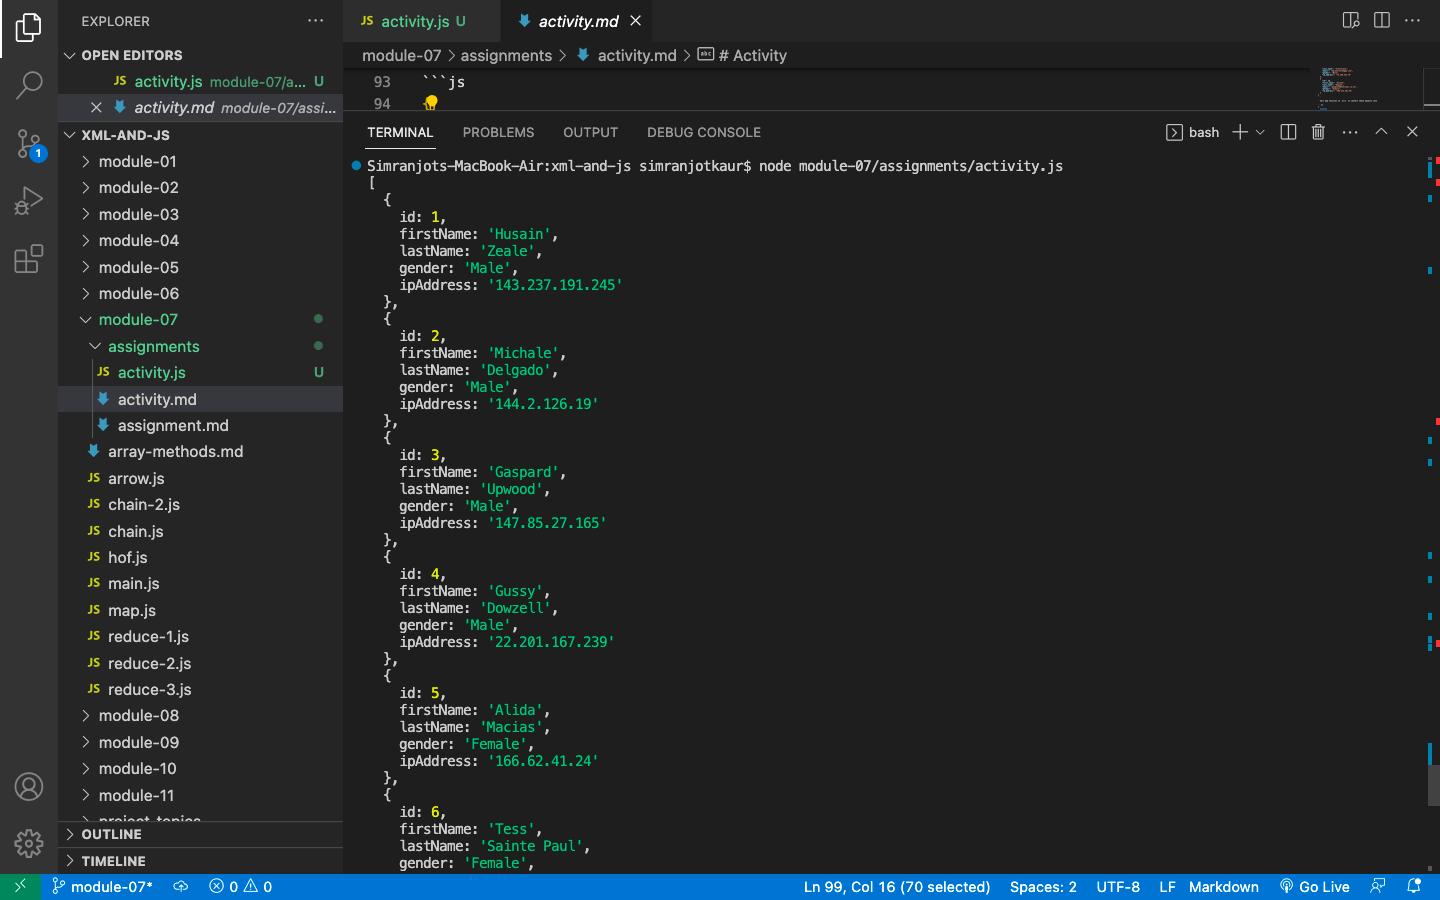 EXPLORER
OPEN EDITORS
JS activity.js module-07/a... U
activity.md module-07/assi...
XML-AND-JS
module-01
module-02
module-03
module-04
module-05
module-06
module-07
assignments
JS activity.js U
activity.md
assignment.md
array-methods.md
JS arrow.js
JS chain-2.js
JS chain.js
JS hof.js
JS main.js
JS map.js
JS reduce-1.js
JS reduce-2.js
JS reduce-3.js
module-08
module-09
module-10
module-11
project-topics
OUTLINE
TIMELINE
1
JS activity.js U
activity.md
module-07 > assignments > activity.md > abc # Activity
93 ```js
94
TERMINAL PROBLEMS OUTPUT DEBUG CONSOLE bash
Simranjots-MacBook-Air:xml-and-js simranjotkaur$ node module-07/assignments/activity.js
[
{
id: 1,
firstName: 'Husain',
lastName: 'Zeale',
gender: 'Male',
ipAddress: '143.237.191.245'
},
{
id: 2,
firstName: 'Michale',
lastName: 'Delgado',
gender: 'Male',
ipAddress: '144.2.126.19'
},
{
id: 3,
firstName: 'Gaspard',
lastName: 'Upwood',
gender: 'Male',
ipAddress: '147.85.27.165'
},
{
id: 4,
firstName: 'Gussy',
lastName: 'Dowzell',
gender: 'Male',
ipAddress: '22.201.167.239'
},
{
id: 5,
firstName: 'Alida',
lastName: 'Macias',
gender: 'Female',
ipAddress: '166.62.41.24'
},
{
id: 6,
firstName: 'Tess',
lastName: 'Sainte Paul',
gender: 'Female',
module-07* 0 0 Ln 99, Col 16 (70 selected) Spaces: 2 UTF-8 LF Markdown Go Live